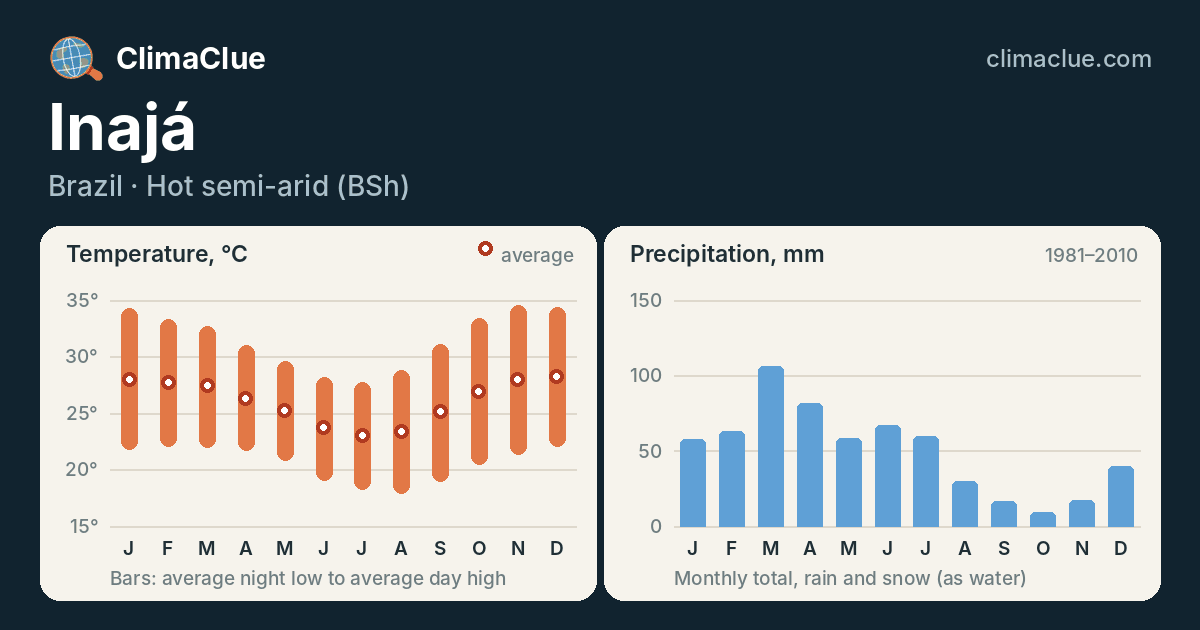 ClimaClue
climaclue.com
Inajá
Brazil · Hot semi-arid (BSh)
Temperature, °C
average
35°
30°
25°
20°
15°
J F M A M J J A S O N D
Bars: average night low to average day high
Precipitation, mm
1981–2010
150
100
50
0
J F M A M J J A S O N D
Monthly total, rain and snow (as water)